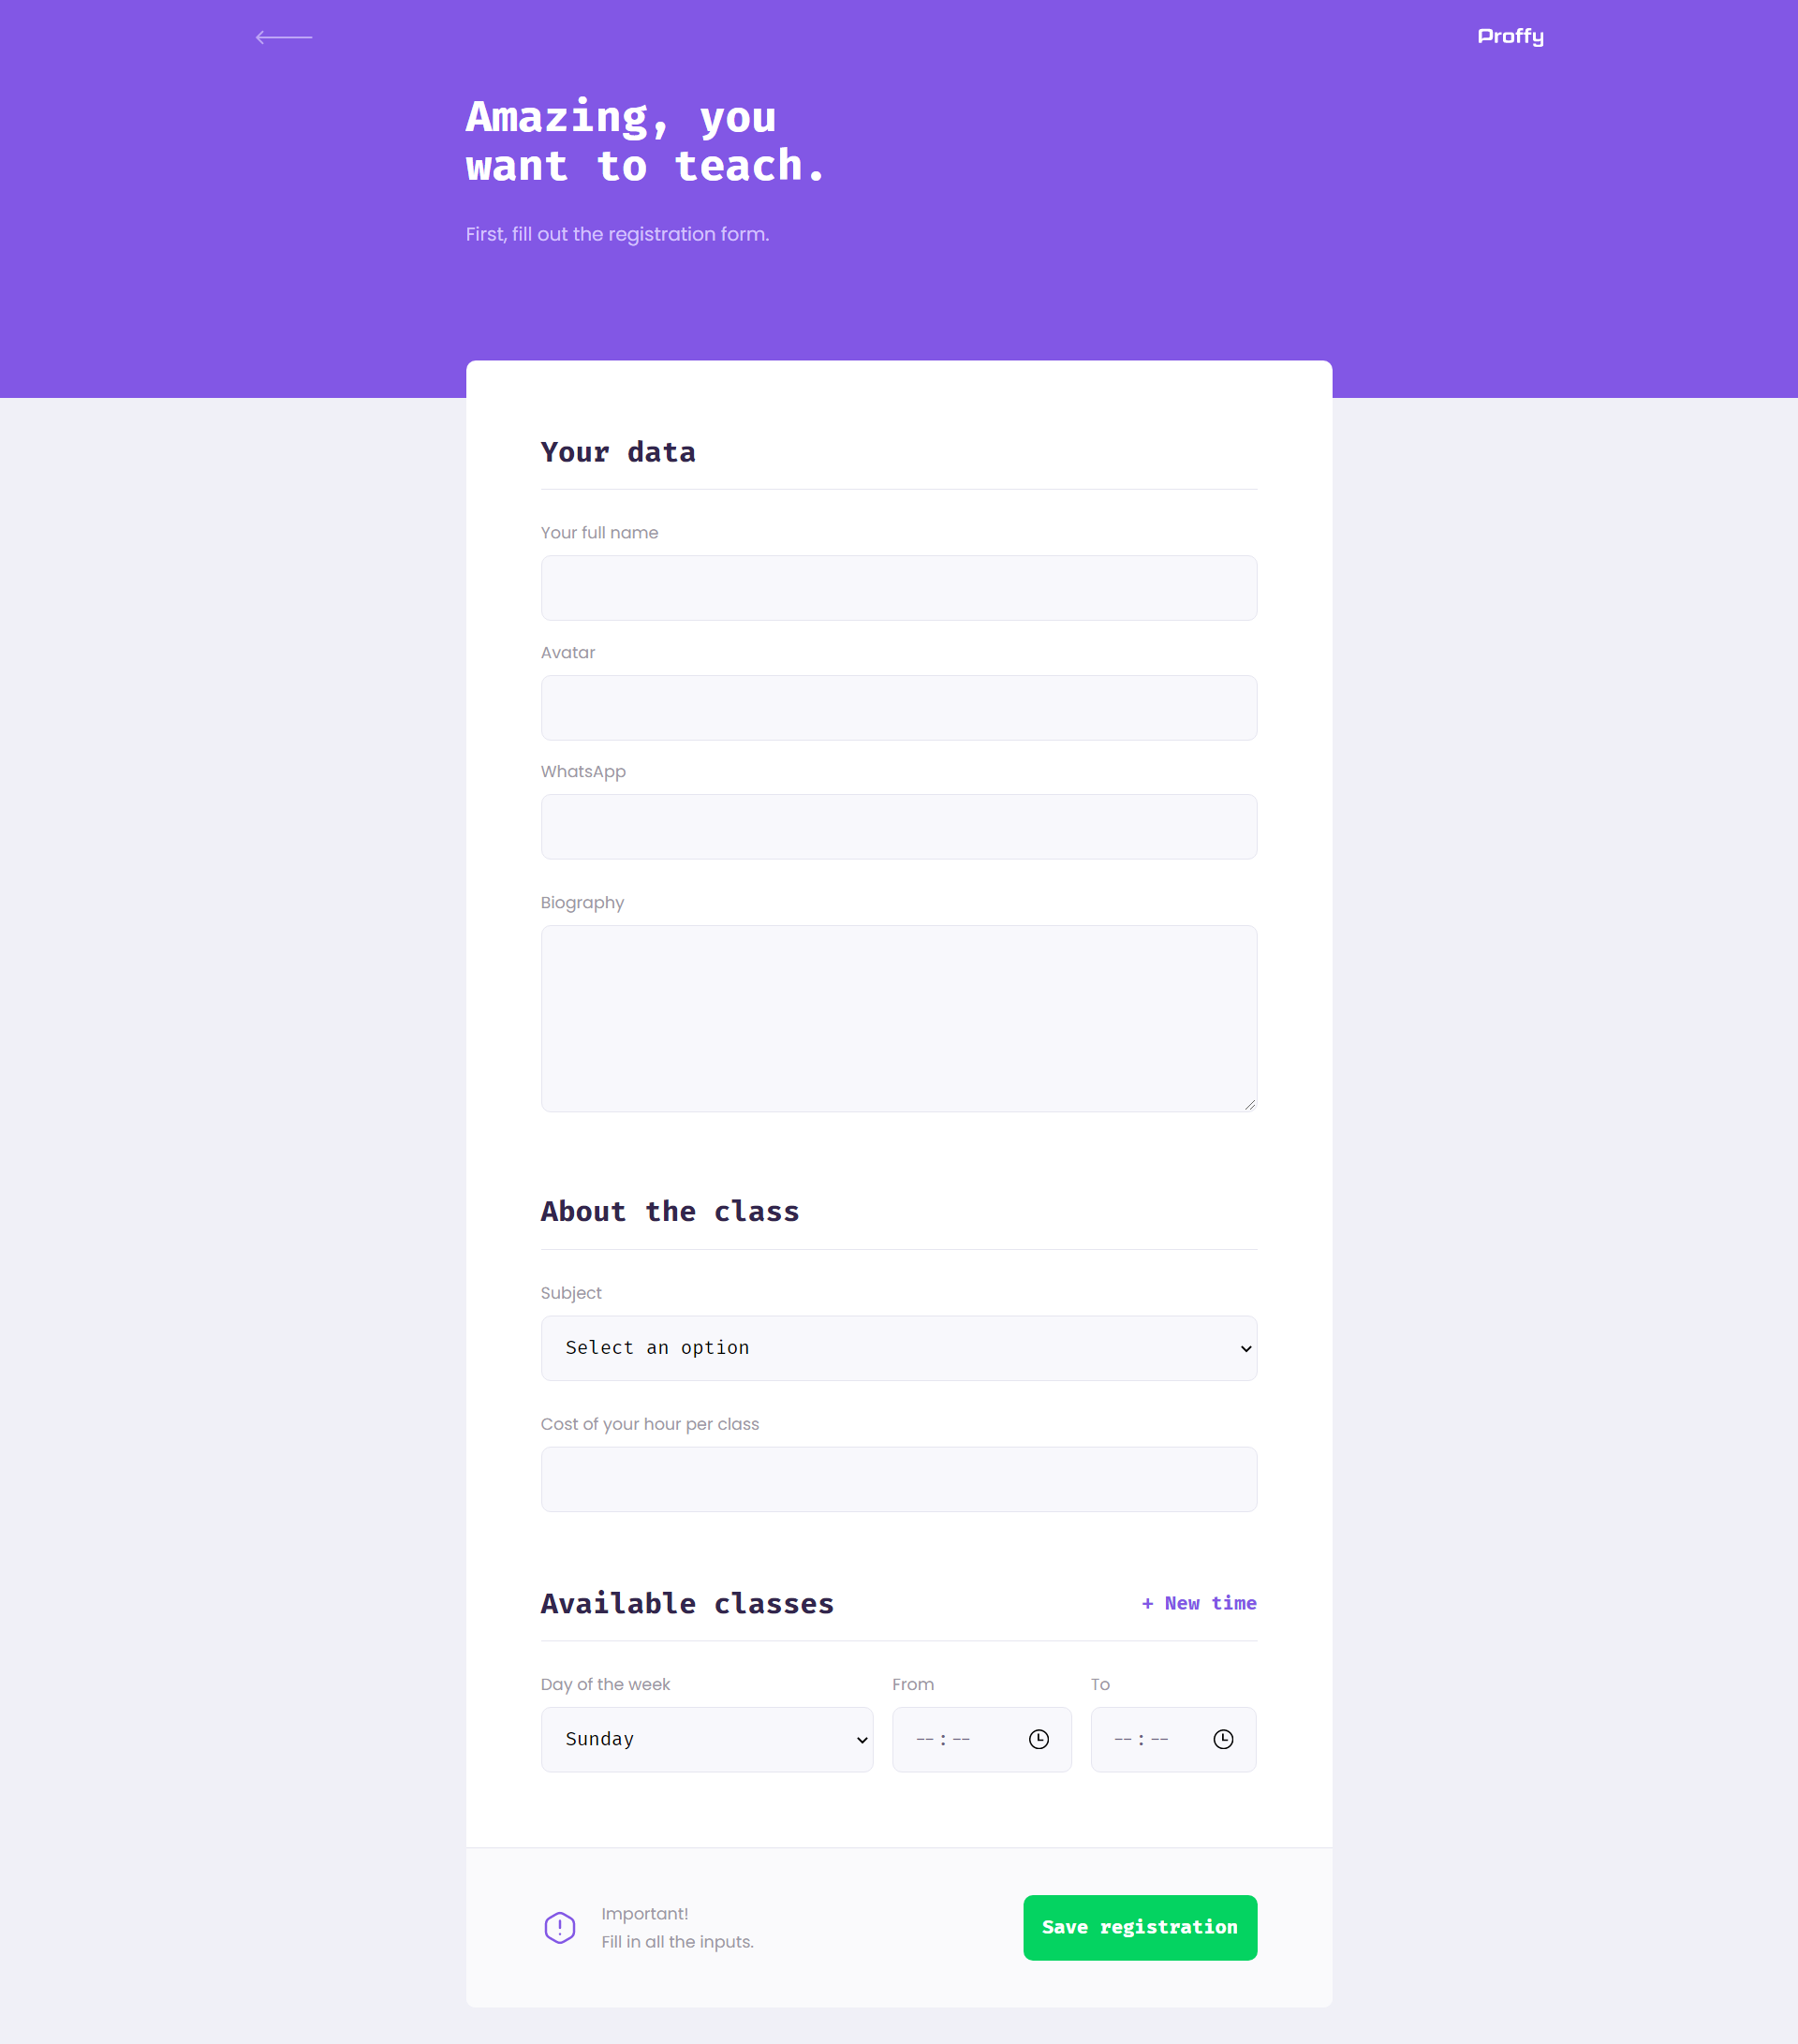 Proffy
Amazing, you
want to teach.
First, fill out the registration form.
Your data
Your full name
Avatar
WhatsApp
Biography
About the class
Subject
Select an option
Cost of your hour per class
Available classes
+ New time
Day of the week
From
To
Sunday
--:--
--:--
Important!
Fill in all the inputs.
Save registration